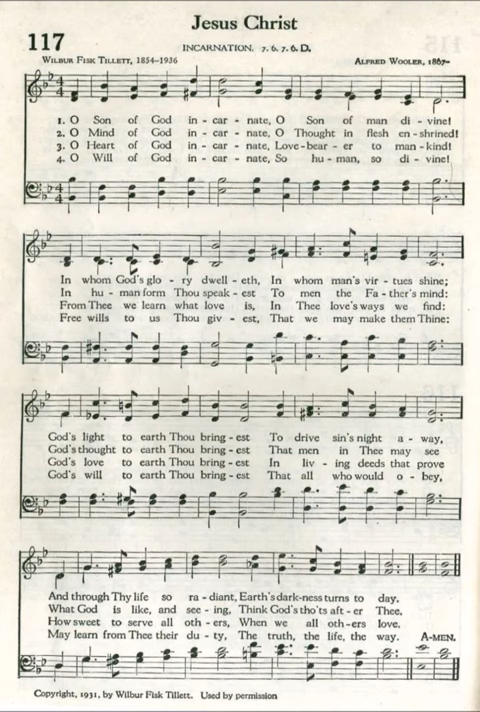 Jesus Christ
117
INCARNATION. 7. 6. 7. 6. D.
WILBUR FISK TILLETT, 1854-1936
ALFRED WOOLER, 1867-
1. O Son of God in - car - nate, O Son of man di - vine!
2. O Mind of God in - car - nate, O Thought in flesh en - shrined!
3. O Heart of God in - car - nate, Love - bear - er to man - kind!
4. O Will of God in - car - nate, So hu - man, so di - vine!
In whom God's glo - ry dwell - eth, In whom man's vir - tues shine;
In hu - man form Thou speak - est To men the Fa - ther's mind:
From Thee we learn what love is, In Thee love's ways we find:
Free wills to us Thou giv - est, That we may make them Thine:
God's light to earth Thou bring - est To drive sin's night a - way,
God's thought to earth Thou bring - est That men in Thee may see
God's love to earth Thou bring - est In liv - ing deeds that prove
God's will to earth Thou bring - est That all who would o - bey,
And through Thy life so ra - diant, Earth's dark - ness turns to day.
What God is like, and see - ing, Think God's tho'ts aft - er Thee.
How sweet to serve all oth - ers, When we all oth - ers love.
May learn from Thee their du - ty, The truth, the life, the way. A-MEN.
Copyright, 1931, by Wilbur Fisk Tillett. Used by permission